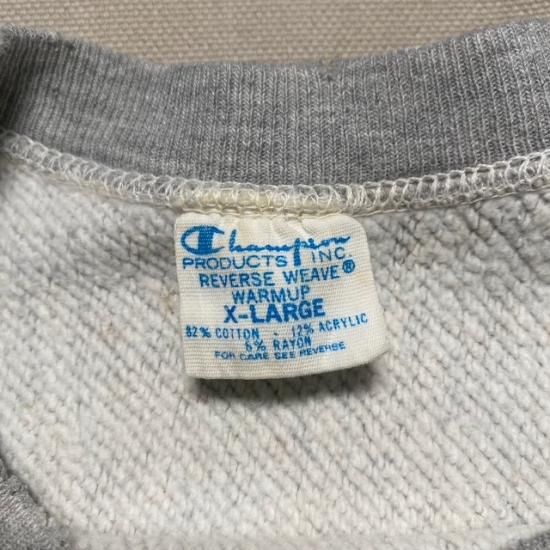 Champion
PRODUCTS INC.
REVERSE WEAVE®
WARMUP
X-LARGE
82% COTTON - 12% ACRYLIC
6% RAYON
FOR CARE SEE REVERSE